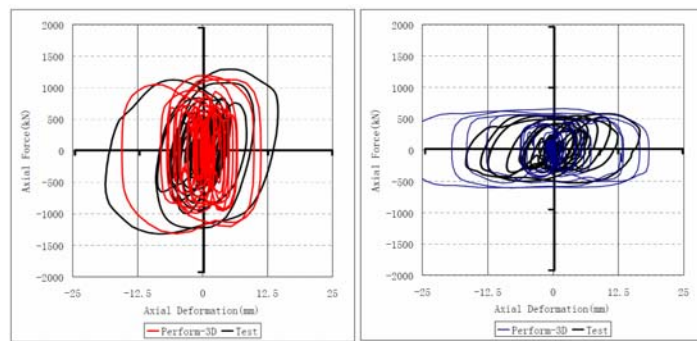 2000
1500
1000
500
0
-500
-1000
-1500
-2000
Axial Force(kN)
-25 -12.5 0 12.5 25
Axial Deformation(mm)
Perform-3D Test
2000
1500
1000
500
0
-500
-1000
-1500
-2000
Axial Force(kN)
-25 -12.5 0 12.5 25
Axial Deformation(mm)
Perform-3D Test